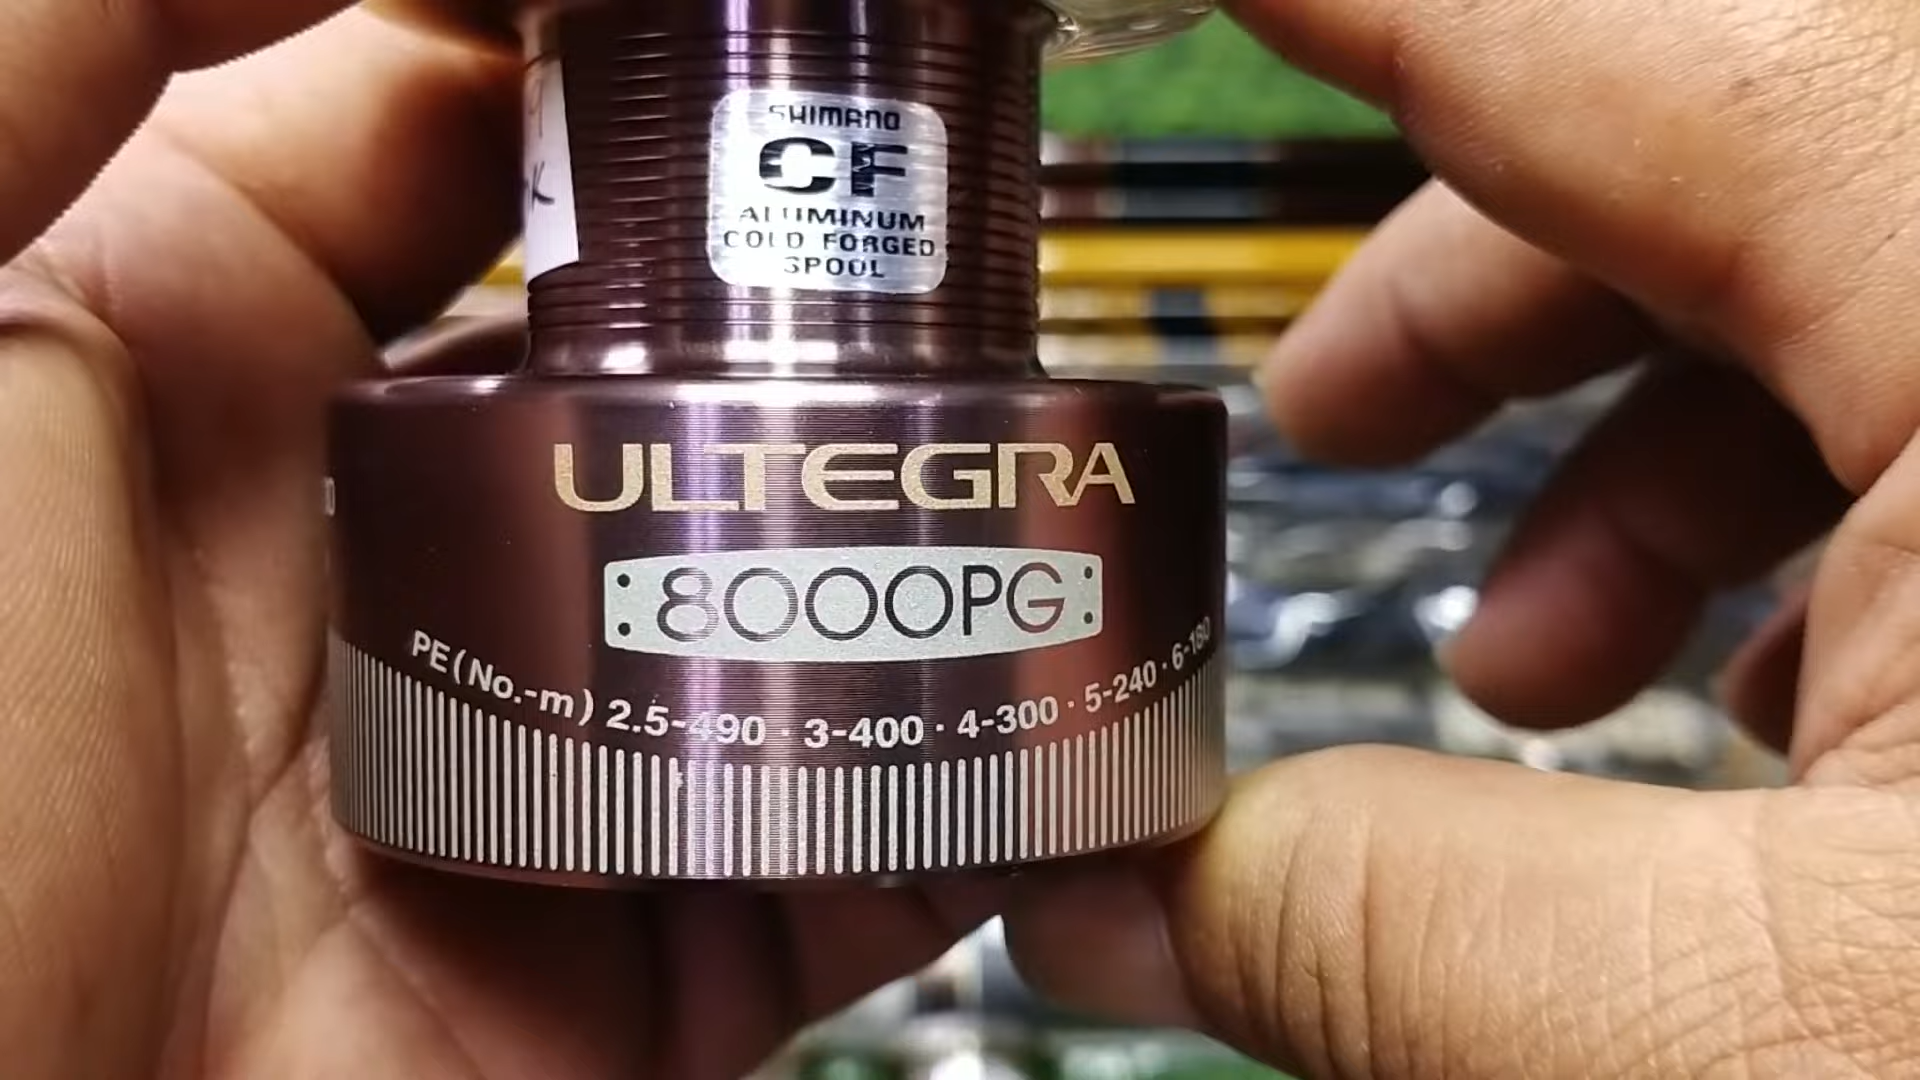 SHIMANO
CF
ALUMINUM
COLD FORGED
SPOOL
ULTEGRA
8000PG
PE(No.-m) 2.5-490 · 3-400 · 4-300 · 5-240 · 6-180